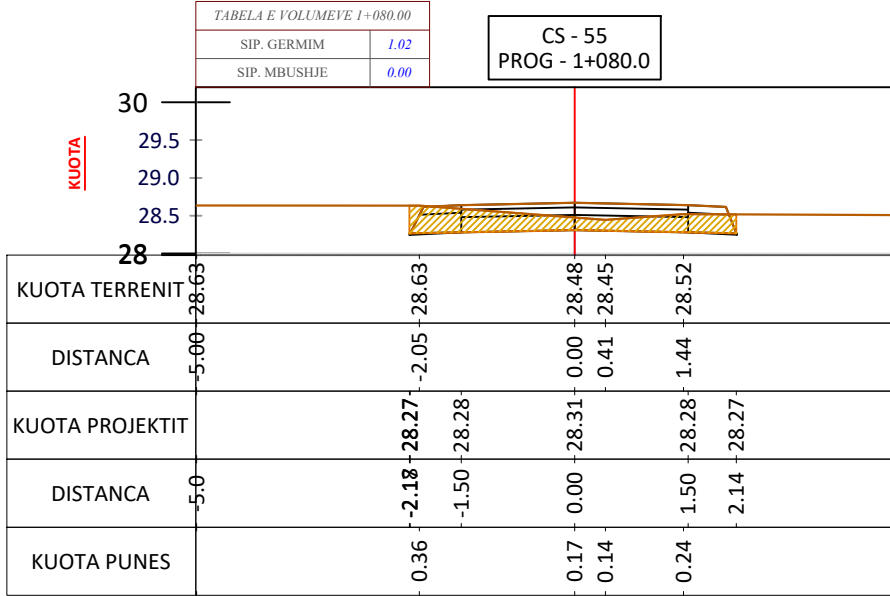 TABELA E VOLUMEVE 1+080.00
SIP. GERMIM 1.02
SIP. MBUSHJE 0.00
CS - 55
PROG - 1+080.0
KUOTA
30
29.5
29.0
28.5
28
KUOTA TERRENIT 28.63 28.63 28.48 28.45 28.52
DISTANCA -5.00 -2.05 0.00 0.41 1.44
KUOTA PROJEKTIT 28.27 28.28 28.31 28.28 28.27
DISTANCA -5.0 -1.50 0.00 1.50 2.14
KUOTA PUNES 0.36 0.17 0.14 0.24